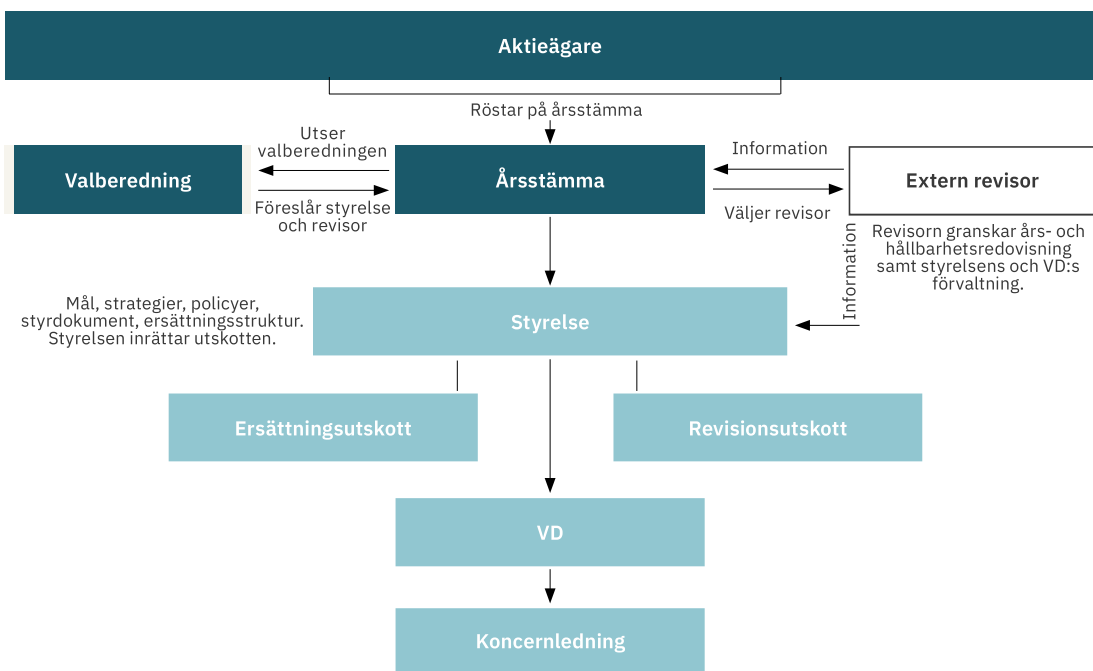 Aktieägare
Röstar på årsstämma
Utser
valberedningen
Information
Valberedning
Årsstämma
Extern revisor
Föreslår styrelse
och revisor
Väljer revisor
Revisorn granskar års- och
hållbarhetsredovisning
samt styrelsens och VD:s
förvaltning.
Information
Mål, strategier, policyer,
styrdokument, ersättningsstruktur.
Styrelsen inrättar utskotten.
Styrelse
Ersättningsutskott
Revisionsutskott
VD
Koncernledning